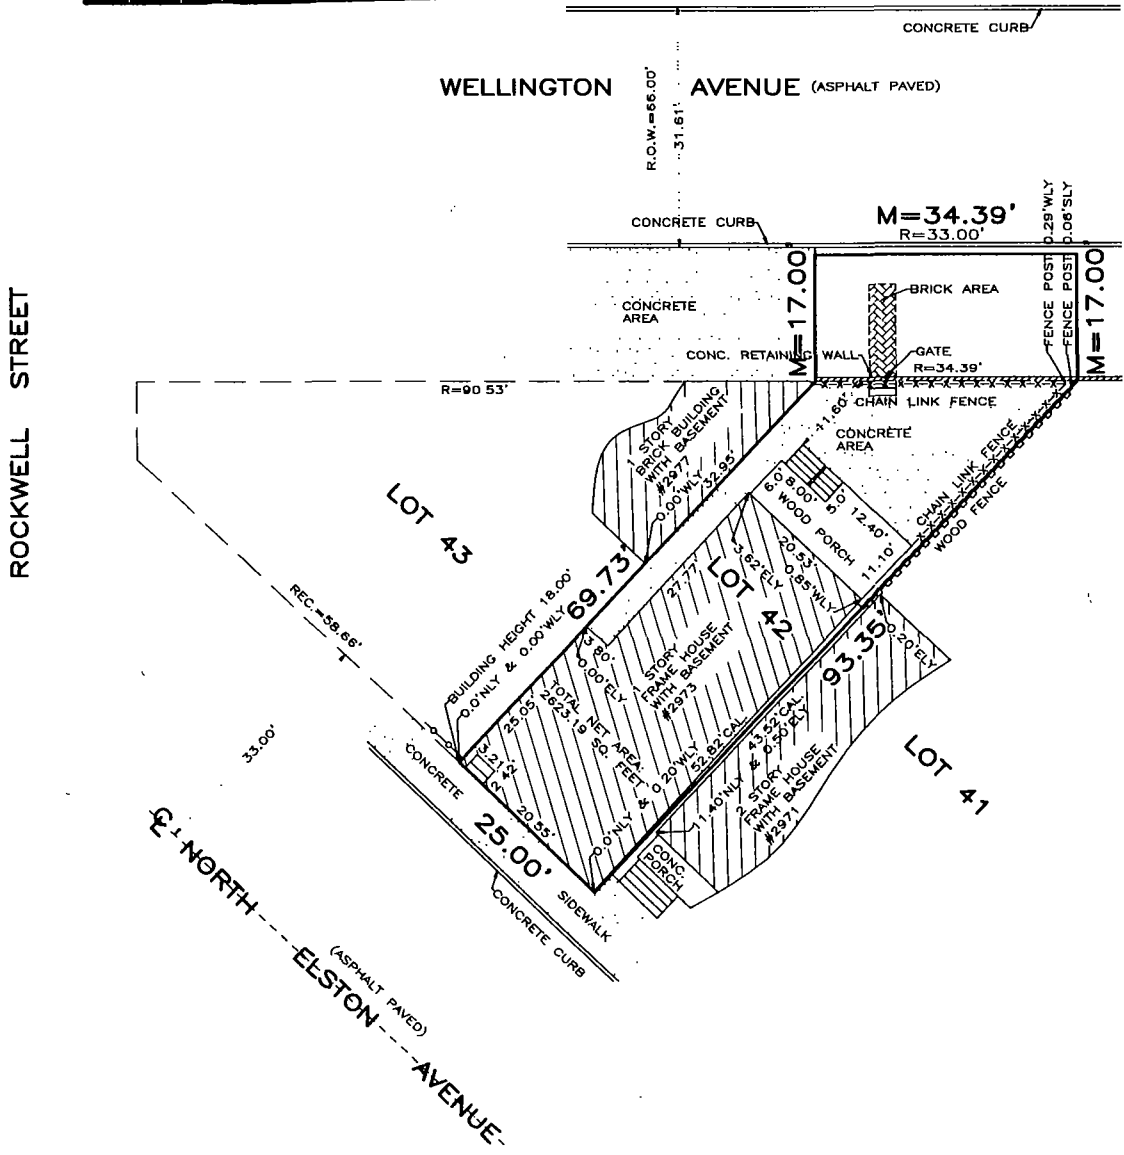 CONCRETE CURB
WELLINGTON AVENUE (ASPHALT PAVED)
R.O.W.=66.00'
31.61'
CONCRETE CURB
M=34.39'
R=33.00'
FENCE POST 0.29'WLY
FENCE POST 0.06'SLY
M=17.00
M=17.00
CONCRETE
AREA
BRICK AREA
CONC. RETAINING WALL
GATE
R=34.39'
R=90.53'
CHAIN LINK FENCE
ROCKWELL STREET
1 STORY
BRICK BUILDING
WITH BASEMENT
#2977
0.00'WLY
32.95'
11.60'
CONCRETE
AREA
CHAIN LINK FENCE
WOOD FENCE
6.0'
8.00'
5.0'
12.40'
WOOD PORCH
11.10'
LOT 43
69.73'
3.62'ELY
20.53'
0.85'WLY
27.77'
LOT 42
REC.=58.66'
BUILDING HEIGHT 18.00'
0.0'NLY & 0.00'WLY
3.80'
0.00'ELY
1 STORY
FRAME HOUSE
WITH BASEMENT
#2973
93.35'
0.20'ELY
25.05'
TOTAL NET AREA:
2623.19 SQ. FEET
0.0'NLY & 0.20'WLY
52.82'CAL.
43.52'CAL.
11.40'NLY & 0.50'ELY
2 STORY
FRAME HOUSE
WITH BASEMENT
#2971
LOT 41
33.00'
CONCRETE SIDEWALK
20.55'
25.00'
CONC.
PORCH
CONCRETE CURB
NORTH ELSTON AVENUE
(ASPHALT PAVED)